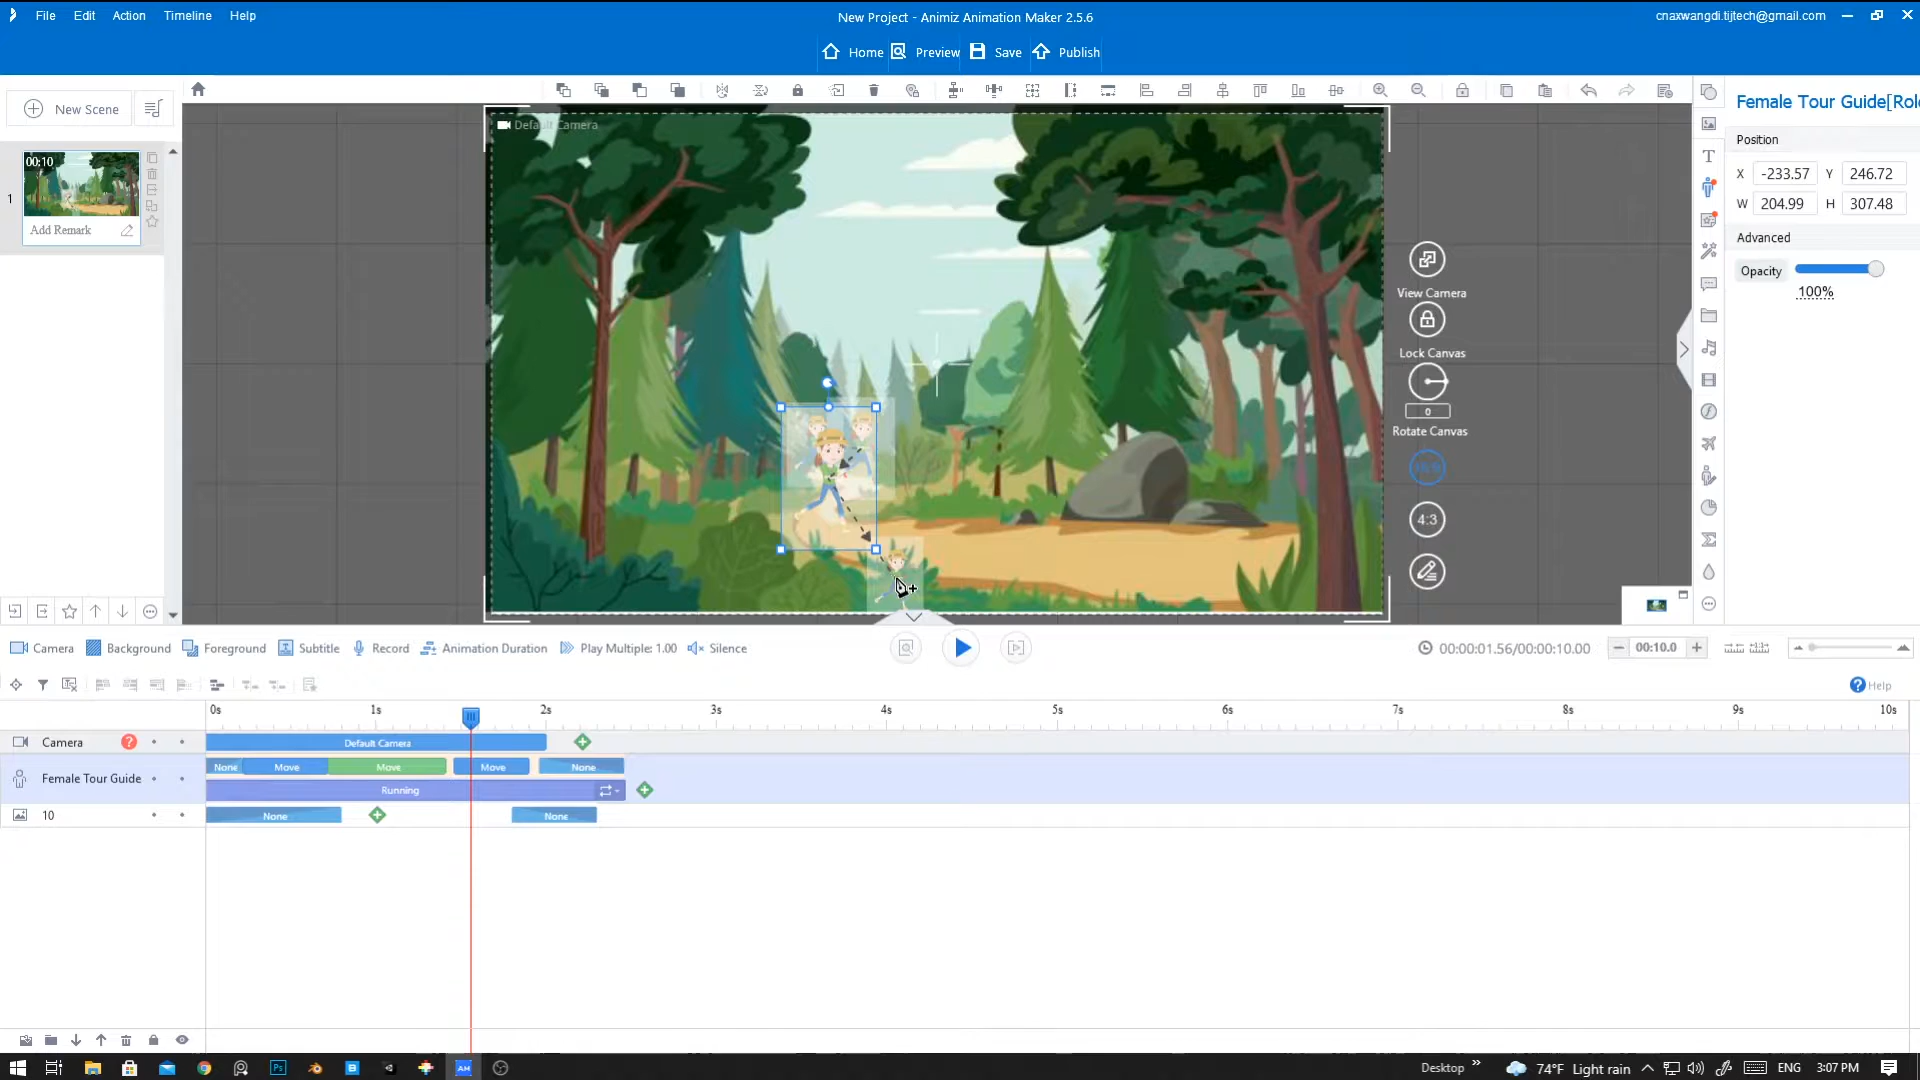 File Edit Action Timeline Help
New Project - Animiz Animation Maker 2.5.6
cnaxwangdi.tijtech@gmail.com
Home Preview Save Publish
New Scene
Female Tour Guide[Rol
Default Camera
Position
00:10
X -233.57 Y 246.72
W 204.99 H 307.48
1
Add Remark
Advanced
Opacity
100%
View Camera
Lock Canvas
0
Rotate Canvas
4:3
Camera Background Foreground Subtitle Record Animation Duration Play Multiple: 1.00 Silence
00:00:01.56/00:00:10.00
00:10.0
Help
0s 1s 2s 3s 4s 5s 6s 7s 8s 9s 10s
Camera ? Default Camera
None Move Move Move None
Female Tour Guide
Running
10 None None
Desktop 74°F Light rain ENG 3:07 PM